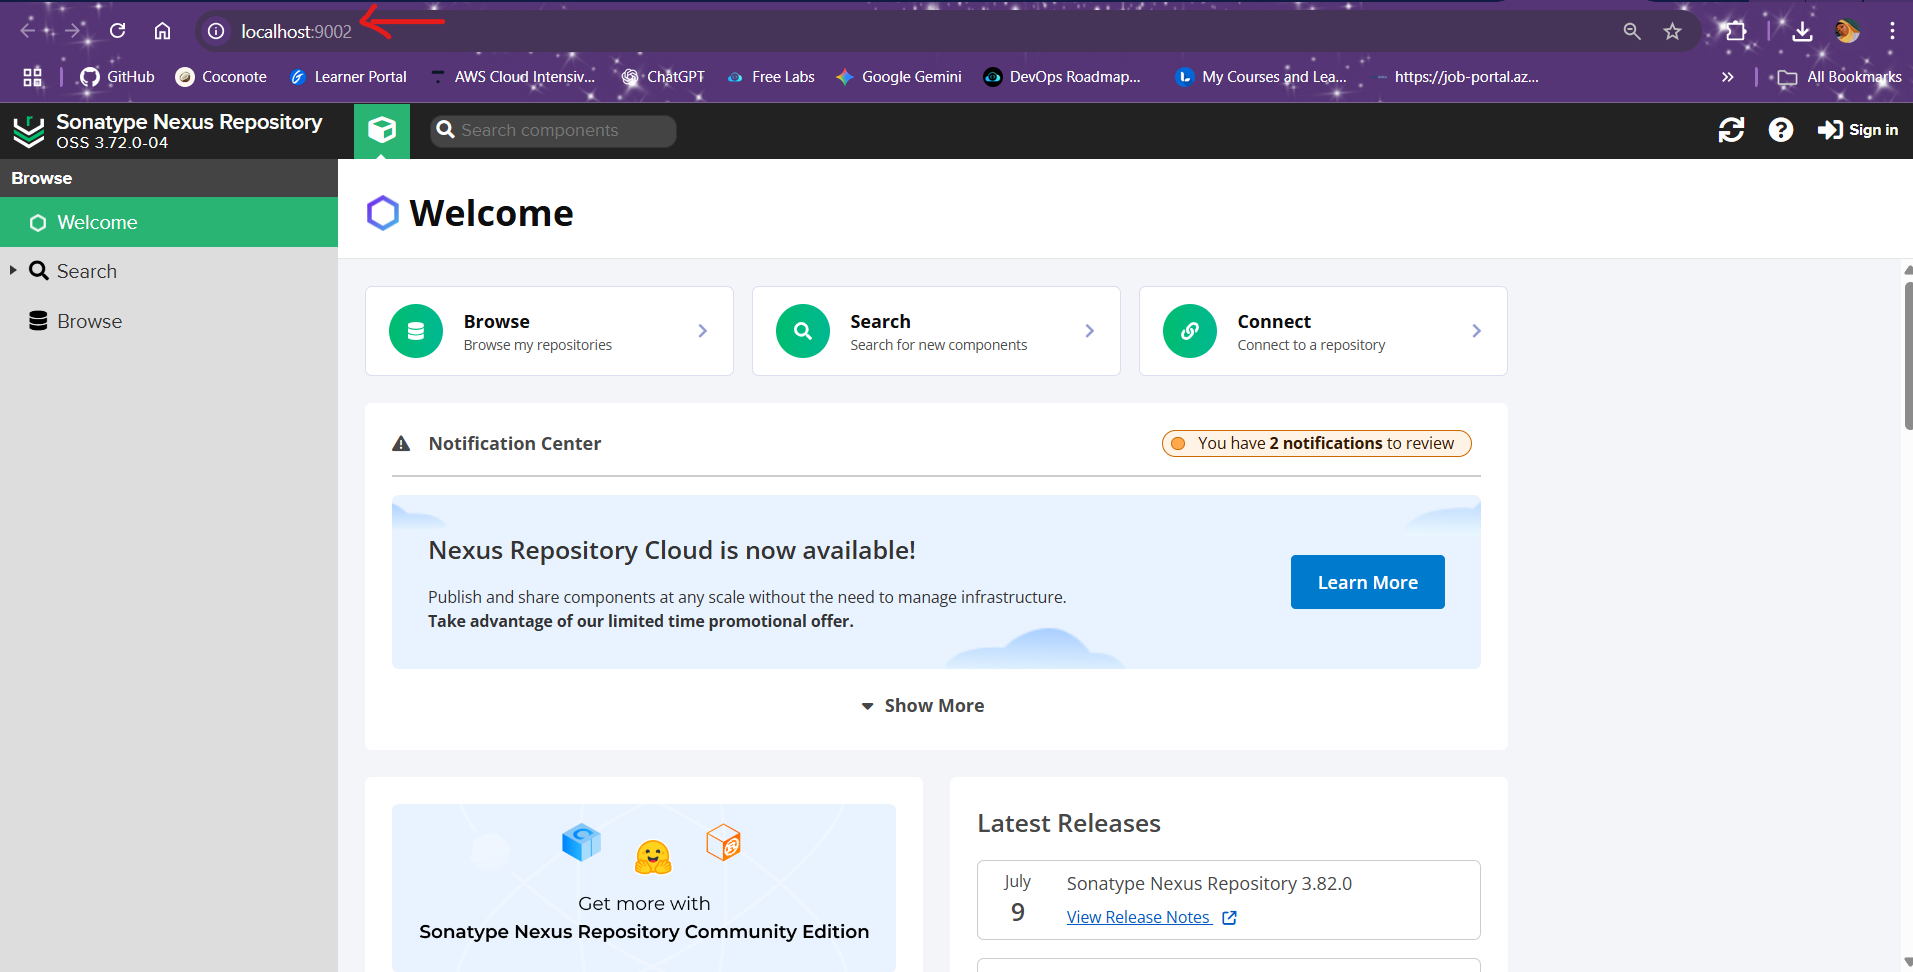 localhost:9002
GitHub
Coconote
Learner Portal
AWS Cloud Intensiv...
ChatGPT
Free Labs
Google Gemini
DevOps Roadmap...
My Courses and Lea...
https://job-portal.az...
»
All Bookmarks
Sonatype Nexus Repository
OSS 3.72.0-04
Search components
Sign in
Browse
Welcome
Search
Browse
Welcome
Browse
Browse my repositories
Search
Search for new components
Connect
Connect to a repository
Notification Center
You have 2 notifications to review
Nexus Repository Cloud is now available!
Publish and share components at any scale without the need to manage infrastructure.
Take advantage of our limited time promotional offer.
Learn More
Show More
Get more with
Sonatype Nexus Repository Community Edition
Latest Releases
July
9
Sonatype Nexus Repository 3.82.0
View Release Notes